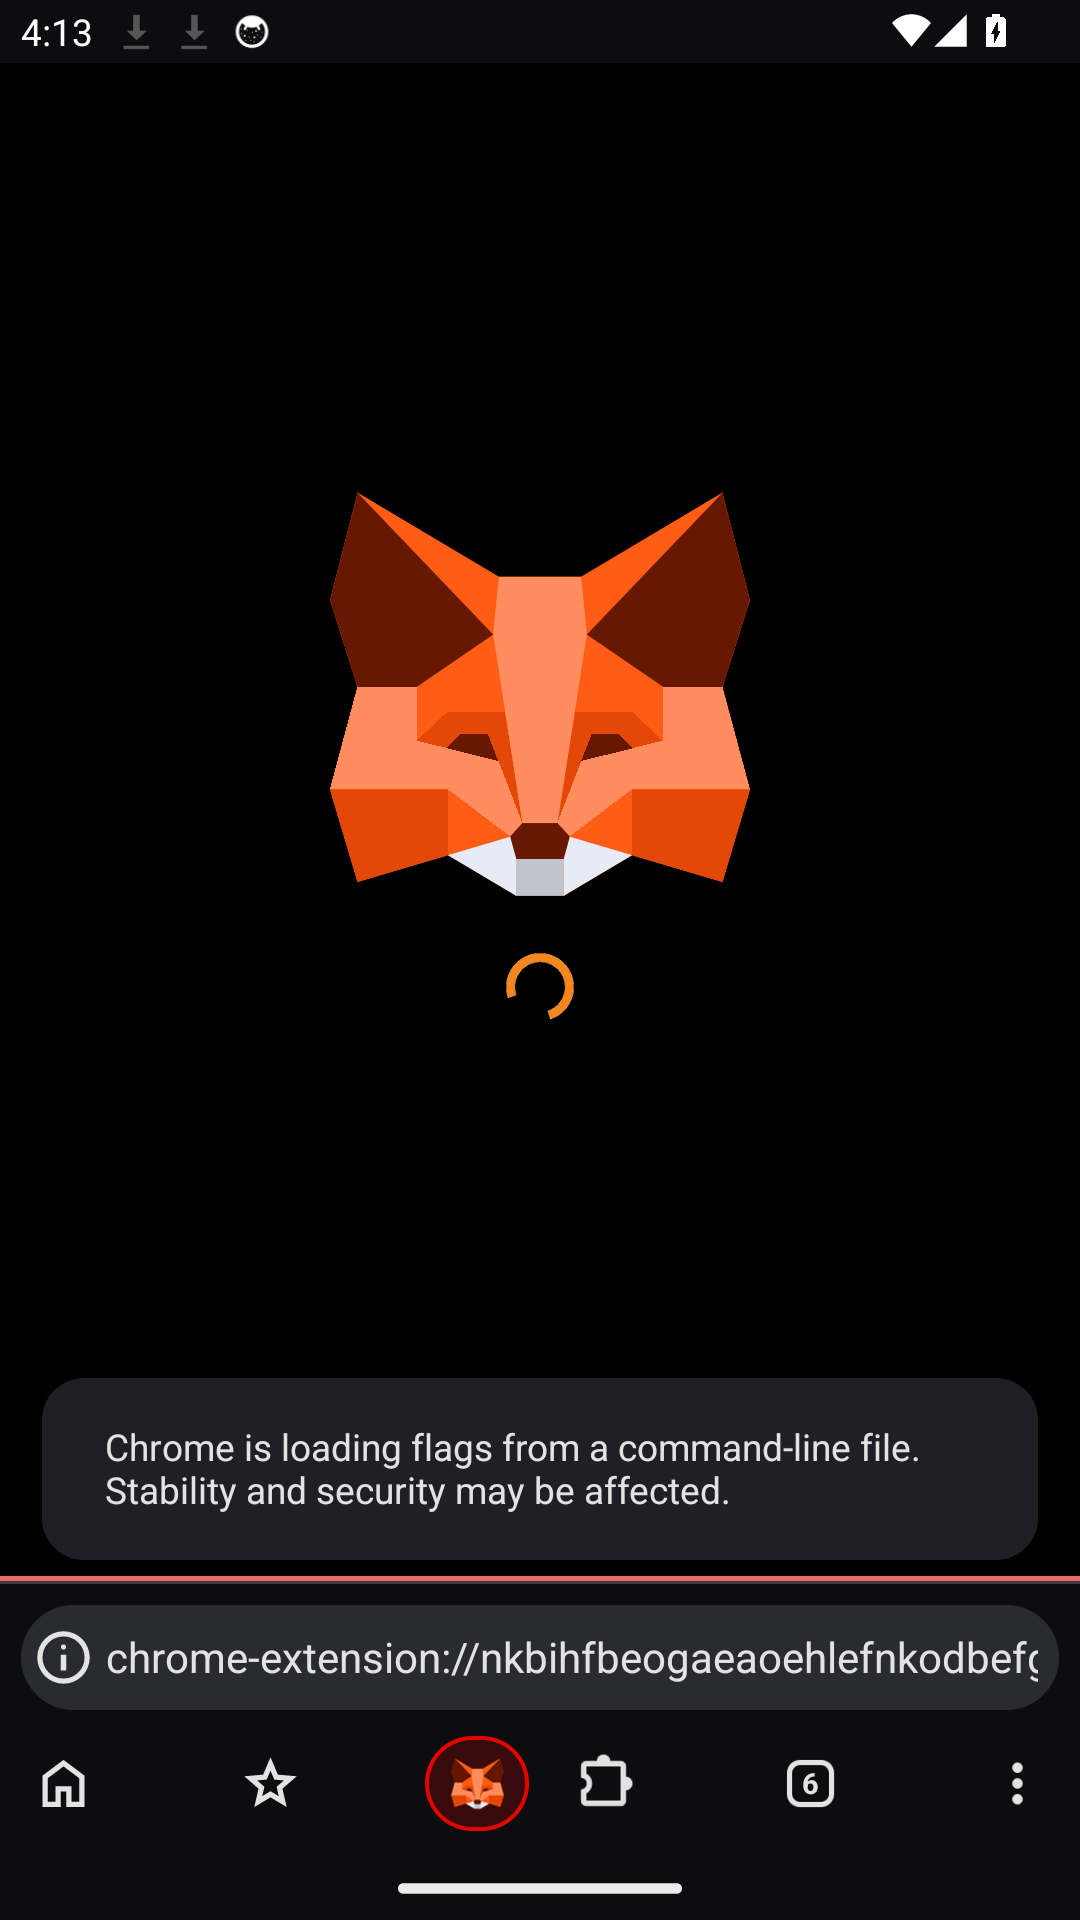 4:13
Chrome is loading flags from a command-line file.
Stability and security may be affected.
chrome-extension://nkbihfbeogaeaoehlefnkodbefg
6